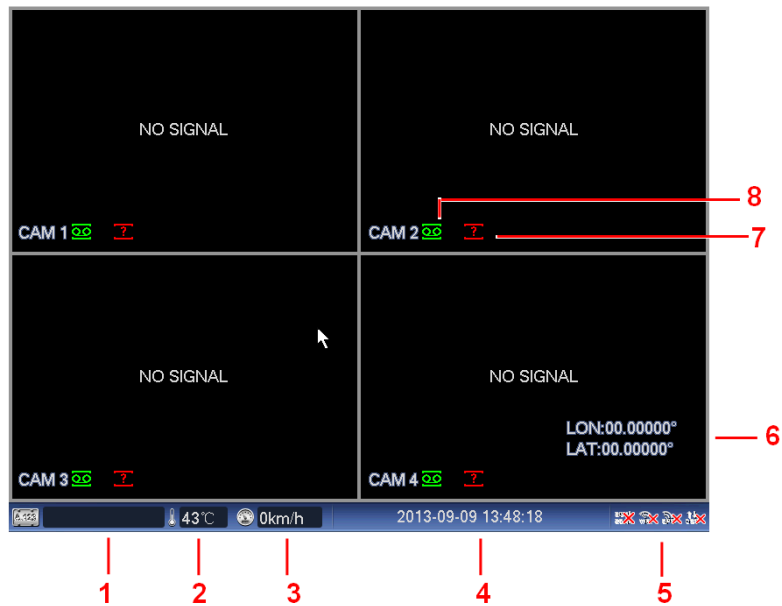 NO SIGNAL
NO SIGNAL
8
CAM 1 ?
CAM 2 ?
7
NO SIGNAL
NO SIGNAL
LON:00.00000°
LAT:00.00000°
6
CAM 3 ?
CAM 4 ?
43℃
0km/h
2013-09-09 13:48:18
1
2
3
4
5